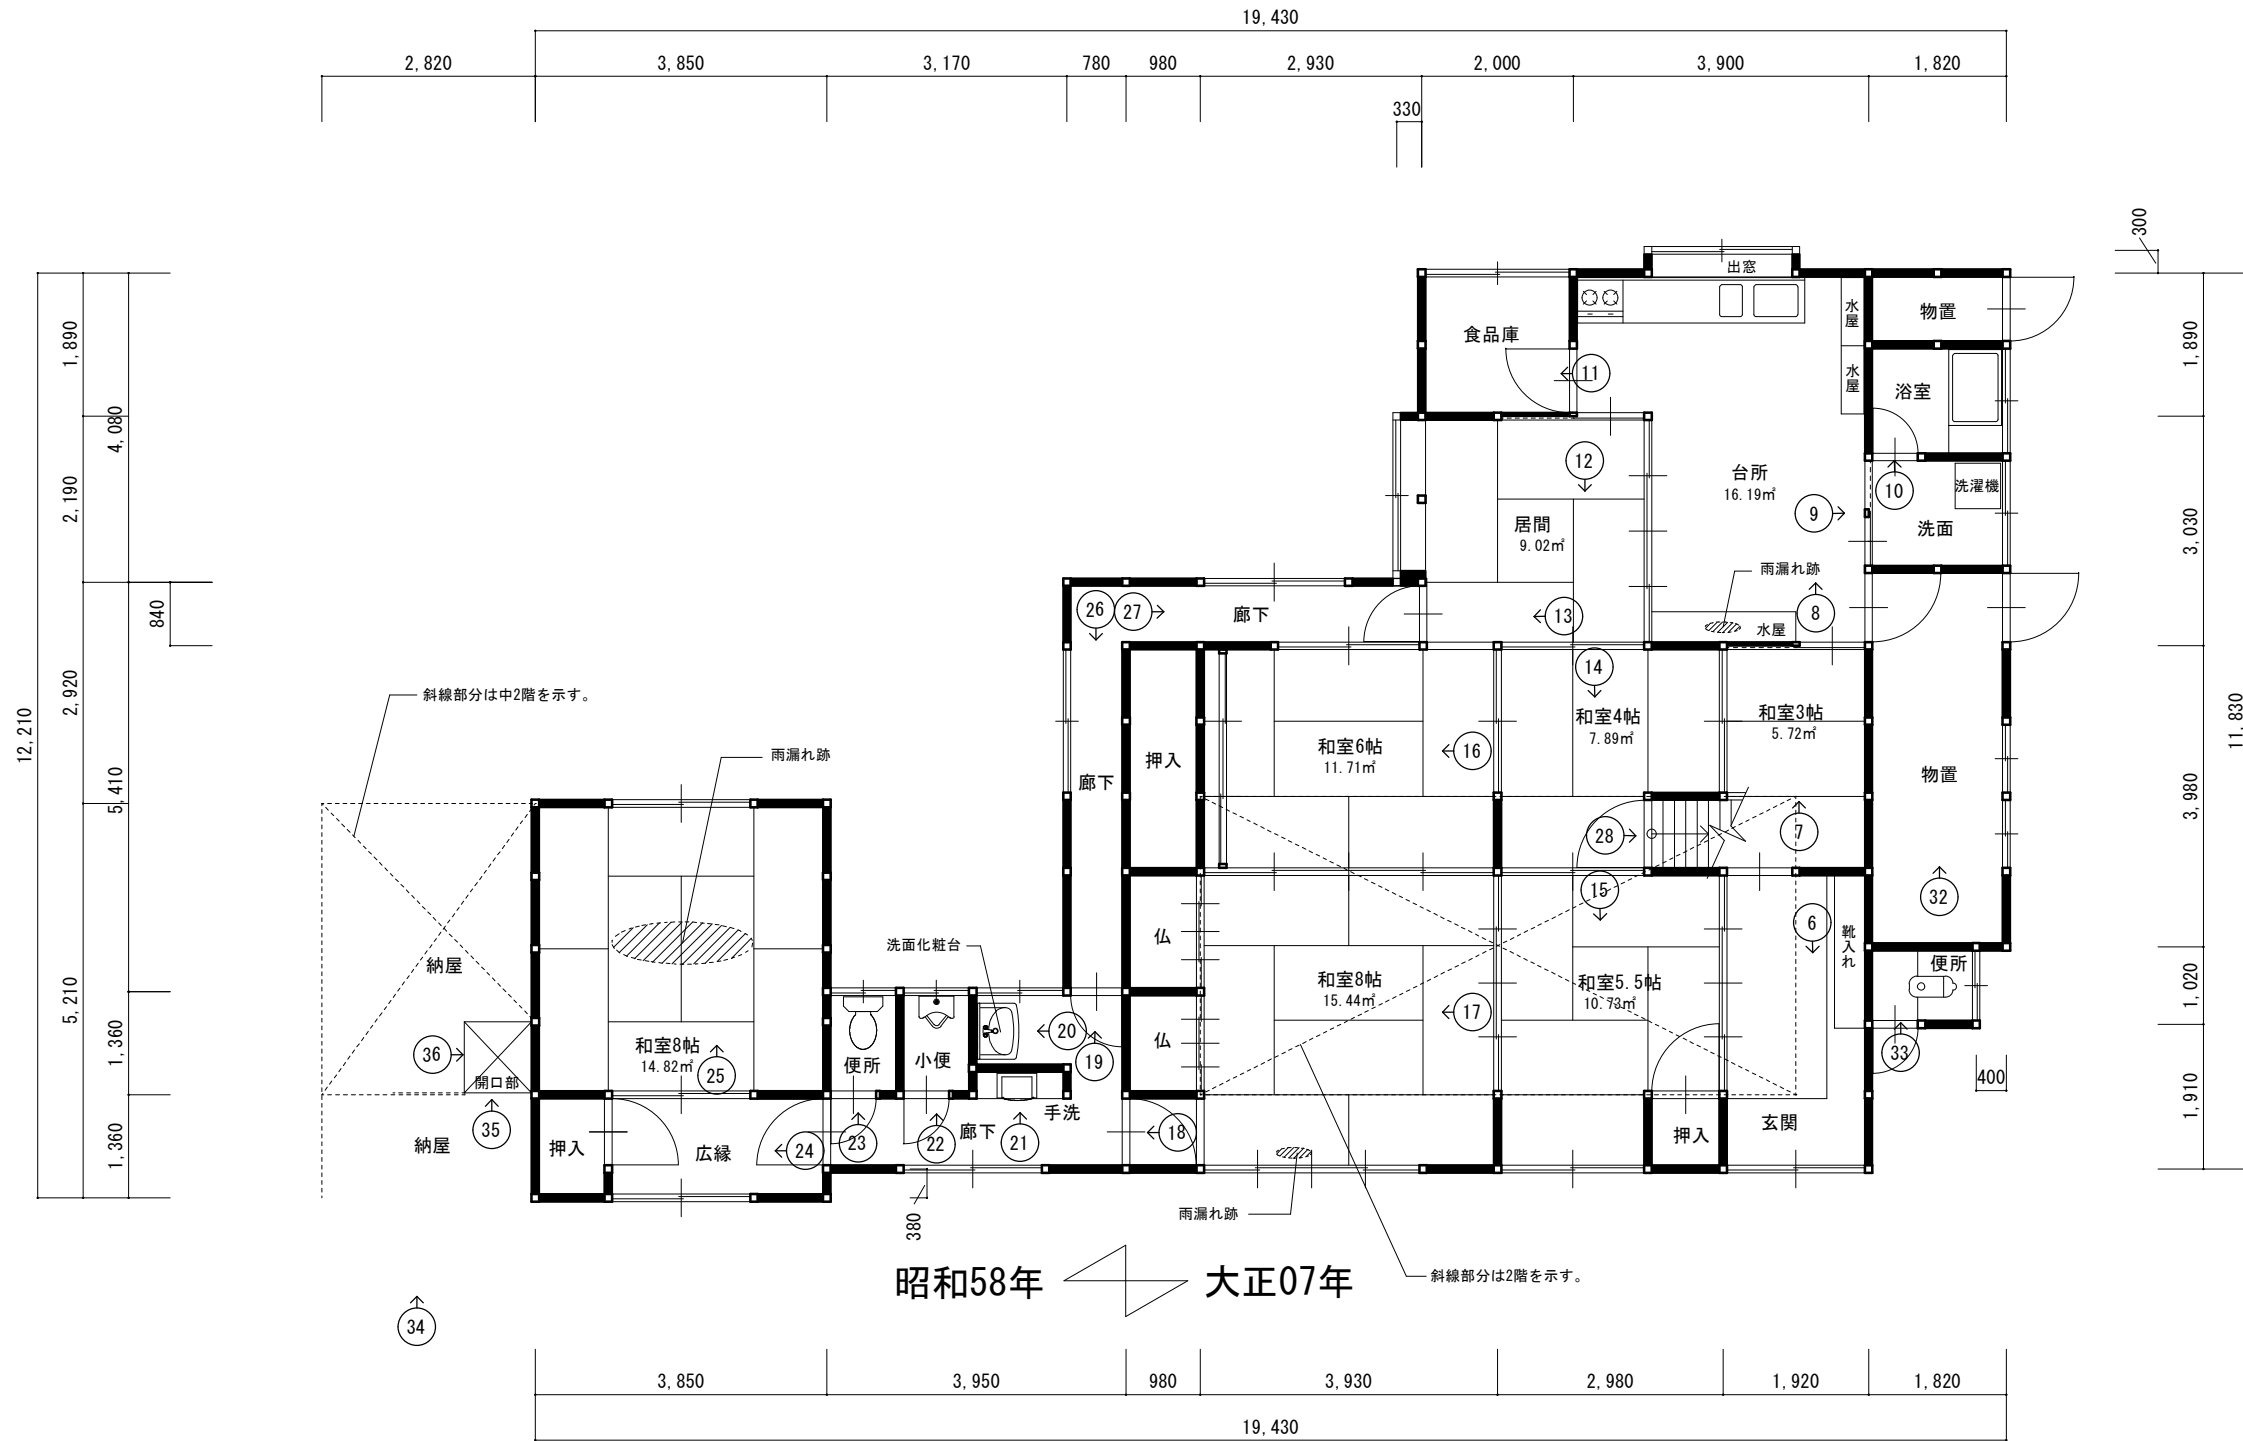 19,430
2,820
3,850
3,170
780
980
2,930
2,000
3,900
1,820
330
300
出窓
食品庫
水屋
物置
11
水屋
浴室
12
台所
16.19㎡
10
洗濯機
9
居間
9.02㎡
洗面
雨漏れ跡
26
27
廊下
13
8
水屋
14
斜線部分は中2階を示す。
和室6帖
11.71㎡
16
和室4帖
7.89㎡
和室3帖
5.72㎡
雨漏れ跡
押入
廊下
物置
28
7
15
32
6
靴入れ
仏
洗面化粧台
納屋
便所
和室8帖
15.44㎡
17
和室5.5帖
10.73㎡
20
仏
36
和室8帖
14.82㎡
25
便所
小便
19
33
開口部
400
手洗
玄関
35
納屋
押入
広縁
24
23
22
廊下
21
18
押入
380
雨漏れ跡
昭和58年
大正07年
斜線部分は2階を示す。
34
12,210
1,890
2,190
2,920
5,210
4,080
5,410
1,360
1,360
840
1,890
3,030
3,980
1,020
1,910
11,830
3,850
3,950
980
3,930
2,980
1,920
1,820
19,430